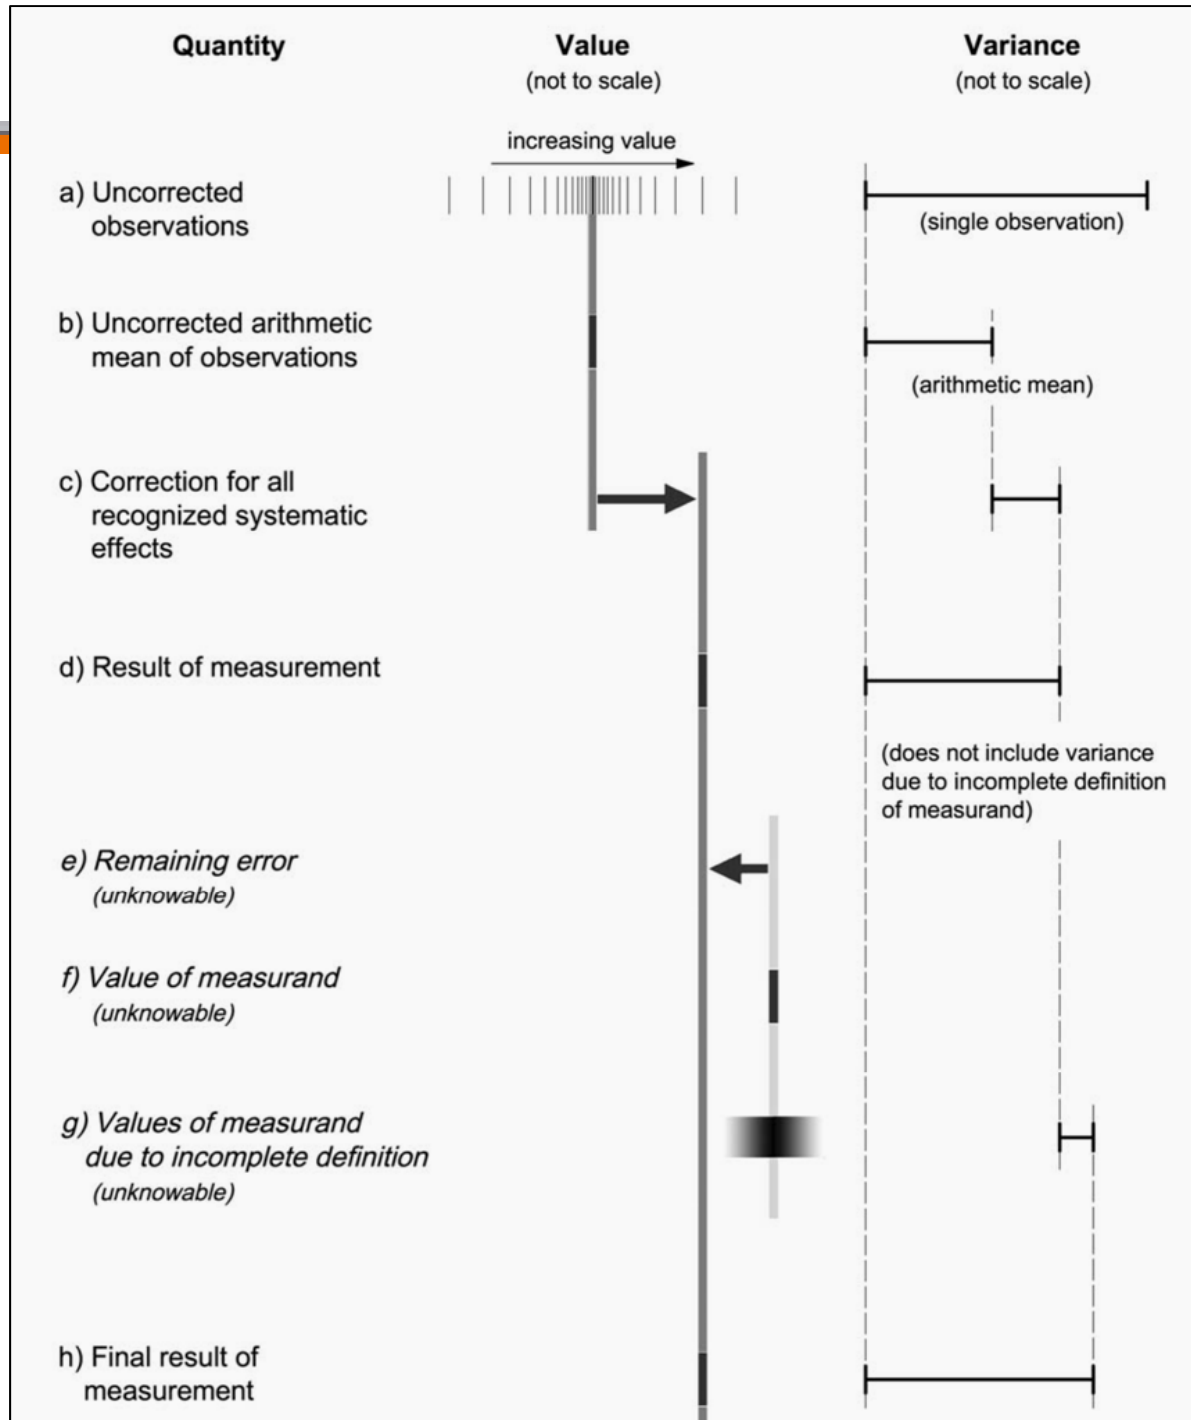 Quantity
Value
Variance
(not to scale)
(not to scale)
increasing value
a) Uncorrected
observations
(single observation)
b) Uncorrected arithmetic
mean of observations
(arithmetic mean)
c) Correction for all
recognized systematic
effects
d) Result of measurement
(does not include variance
due to incomplete definition
of measurand)
e) Remaining error
(unknowable)
f) Value of measurand
(unknowable)
g) Values of measurand
due to incomplete definition
(unknowable)
h) Final result of
measurement